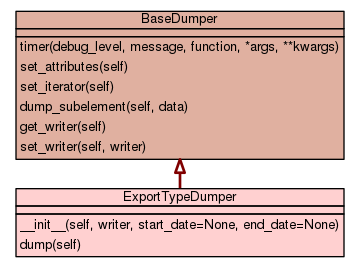 BaseDumper
timer(debug_level, message, function, *args, **kwargs)
set_attributes(self)
set_iterator(self)
dump_subelement(self, data)
get_writer(self)
set_writer(self, writer)
ExportTypeDumper
__init__(self, writer, start_date=None, end_date=None)
dump(self)